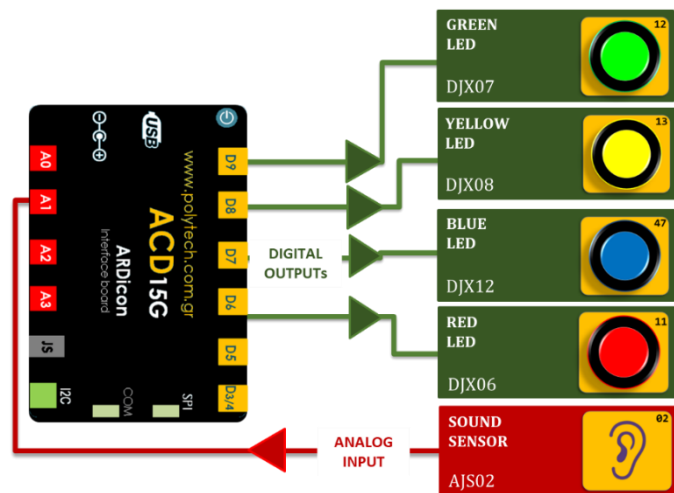 GREEN
LED
DJX07
12
YELLOW
LED
DJX08
13
BLUE
LED
DJX12
47
RED
LED
DJX06
11
SOUND
SENSOR
AJS02
02
DIGITAL
OUTPUTs
ANALOG
INPUT
USB
A0
A1
A2
A3
JS
I2C
COM
SPI
D9
D8
D7
D6
D5
D3/4
www.polytech.com.gr
ACD15G
ARDicon
Interface board